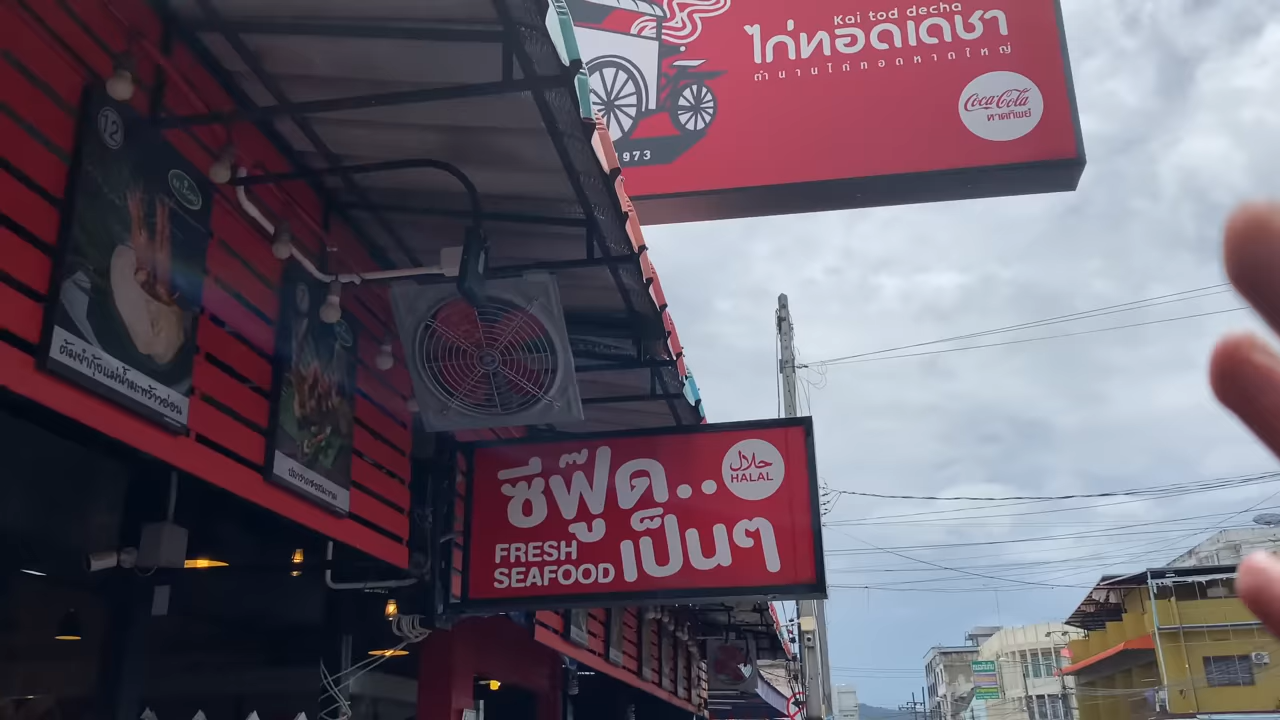 Kai tod decha
ไก่ทอดเดชา
ตำนานไก่ทอดหาดใหญ่
Coca-Cola
หาดทิพย์
1973
12
ต้มยำกุ้งแม่น้ำมะพร้าวอ่อน
ซีฟู๊ด..
حلال
HALAL
FRESH
SEAFOOD
เป็นๆ